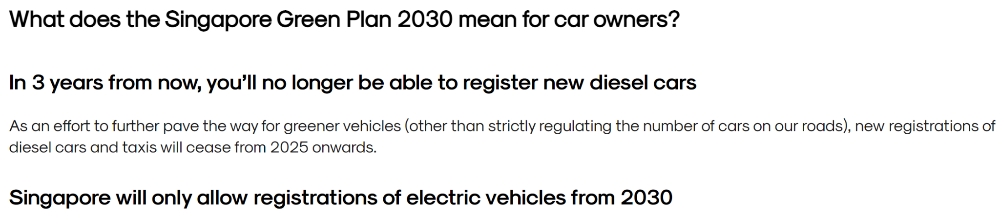 What does the Singapore Green Plan 2030 mean for car owners?
In 3 years from now, you’ll no longer be able to register new diesel cars
As an effort to further pave the way for greener vehicles (other than strictly regulating the number of cars on our roads), new registrations of
diesel cars and taxis will cease from 2025 onwards.
Singapore will only allow registrations of electric vehicles from 2030